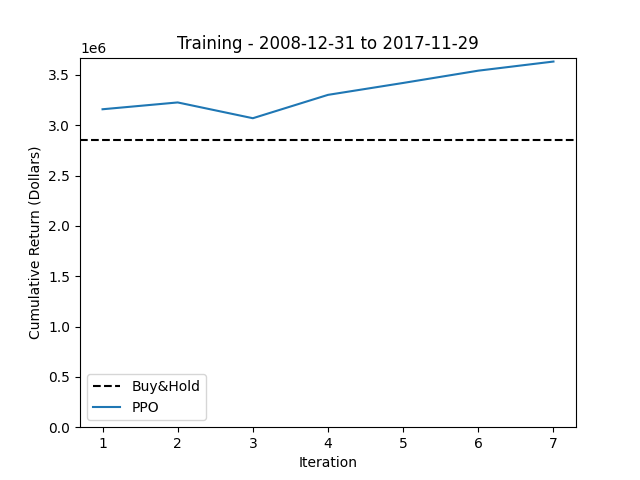 Training - 2008-12-31 to 2017-11-29
1e6
3.5
3.0
2.5
2.0
1.5
1.0
0.5
0.0
Cumulative Return (Dollars)
Buy&Hold
PPO
1 2 3 4 5 6 7
Iteration